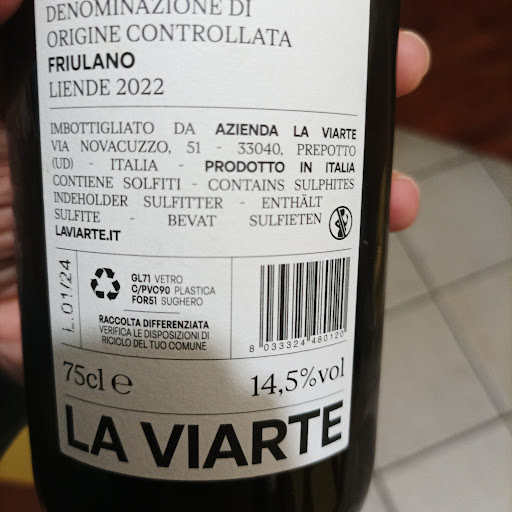 DENOMINAZIONE DI
ORIGINE CONTROLLATA
FRIULANO
LIENDE 2022
IMBOTTIGLIATO DA AZIENDA LA VIARTE
VIA NOVACUZZO, 51 - 33040, PREPOTTO
(UD) - ITALIA - PRODOTTO IN ITALIA
CONTIENE SOLFITI - CONTAINS SULPHITES
INDEHOLDER SULFITTER - ENTHÄLT
SULFITE - BEVAT SULFIETEN
LAVIARTE.IT
L.01/24
GL71 VETRO
C/PVC90 PLASTICA
FOR51 SUGHERO
RACCOLTA DIFFERENZIATA
VERIFICA LE DISPOSIZIONI DI
RICICLO DEL TUO COMUNE
8 033324 480120
75cl e
14,5%vol
LA VIARTE